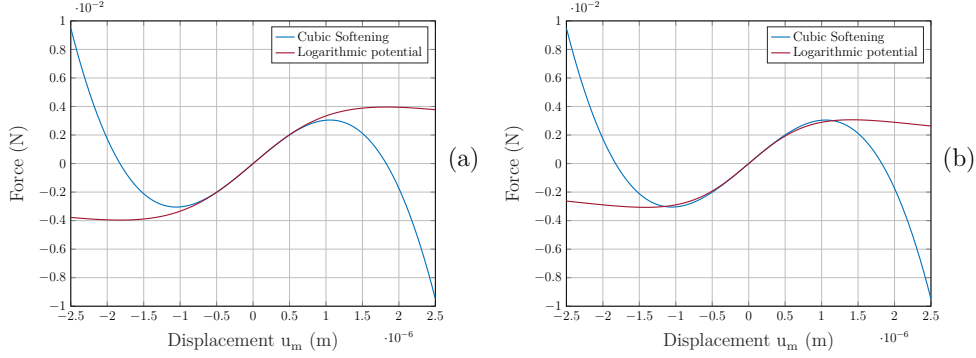 ·10⁻²
1
0.8
0.6
0.4
0.2
0
−0.2
−0.4
−0.6
−0.8
−1
−2.5 −2 −1.5 −1 −0.5 0 0.5 1 1.5 2 2.5
·10⁻⁶
Displacement uₘ (m)
Force (N)
Cubic Softening
Logarithmic potential
(a)
·10⁻²
1
0.8
0.6
0.4
0.2
0
−0.2
−0.4
−0.6
−0.8
−1
−2.5 −2 −1.5 −1 −0.5 0 0.5 1 1.5 2 2.5
·10⁻⁶
Displacement uₘ (m)
Force (N)
Cubic Softening
Logarithmic potential
(b)